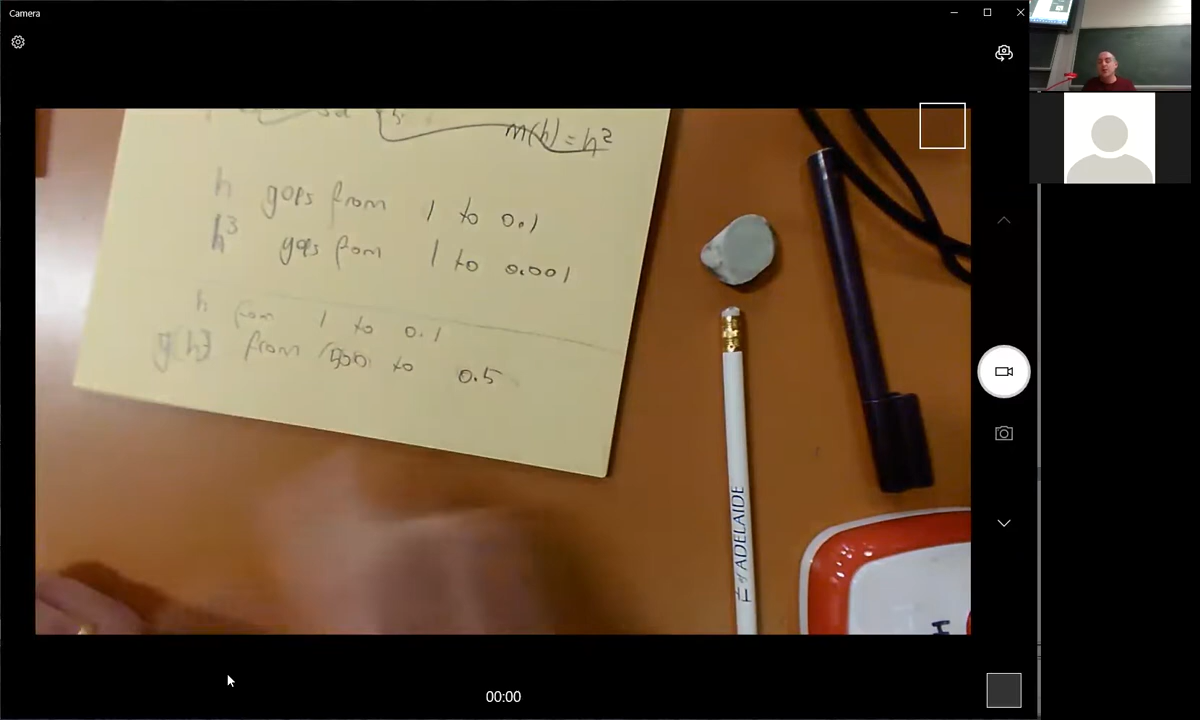 Camera
m(h) = h²
h goes from 1 to 0.1
h³ goes from 1 to 0.001
h from 1 to 0.1
g(h) from to 0.5
of ADELAIDE
H
00:00